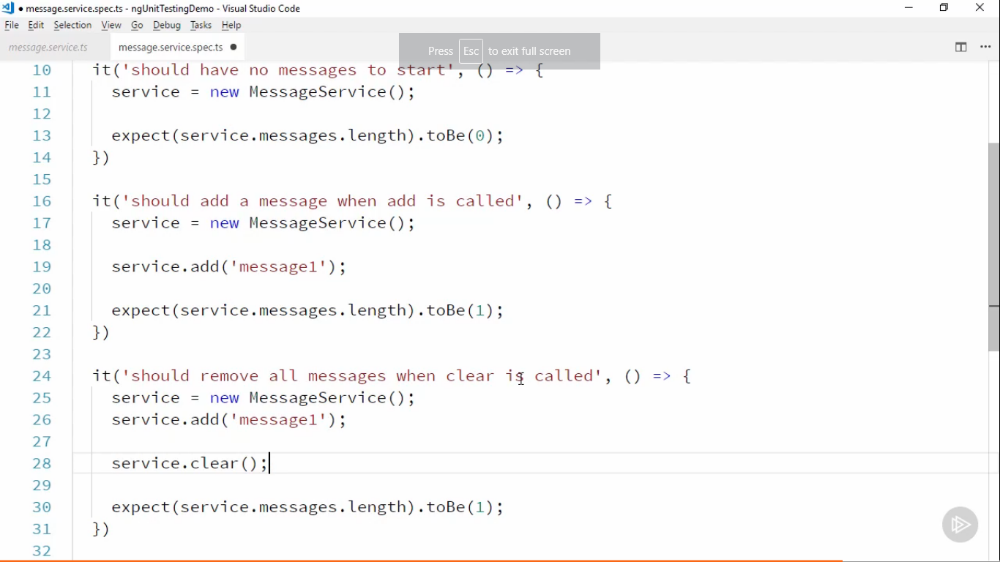 ● message.service.spec.ts - ngUnitTestingDemo - Visual Studio Code
File Edit Selection View Go Debug Tasks Help
message.service.ts message.service.spec.ts ●
Press Esc to exit full screen
10 it('should have no messages to start', () => {
11 service = new MessageService();
12
13 expect(service.messages.length).toBe(0);
14 })
15
16 it('should add a message when add is called', () => {
17 service = new MessageService();
18
19 service.add('message1');
20
21 expect(service.messages.length).toBe(1);
22 })
23
24 it('should remove all messages when clear is called', () => {
25 service = new MessageService();
26 service.add('message1');
27
28 service.clear();
29
30 expect(service.messages.length).toBe(1);
31 })
32